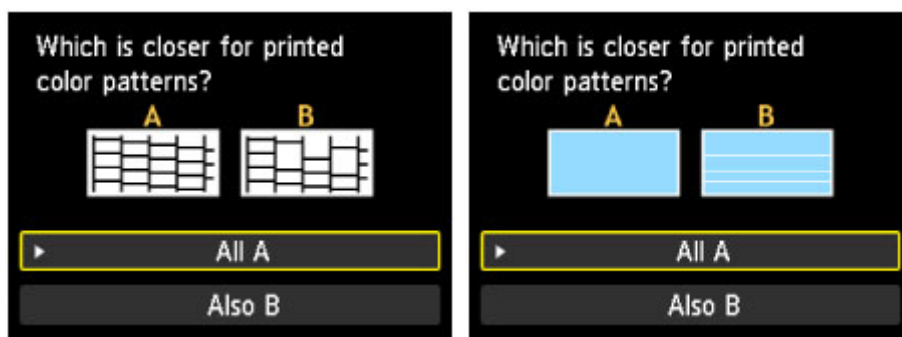 Which is closer for printed
color patterns?
A B
All A
Also B
Which is closer for printed
color patterns?
A B
All A
Also B